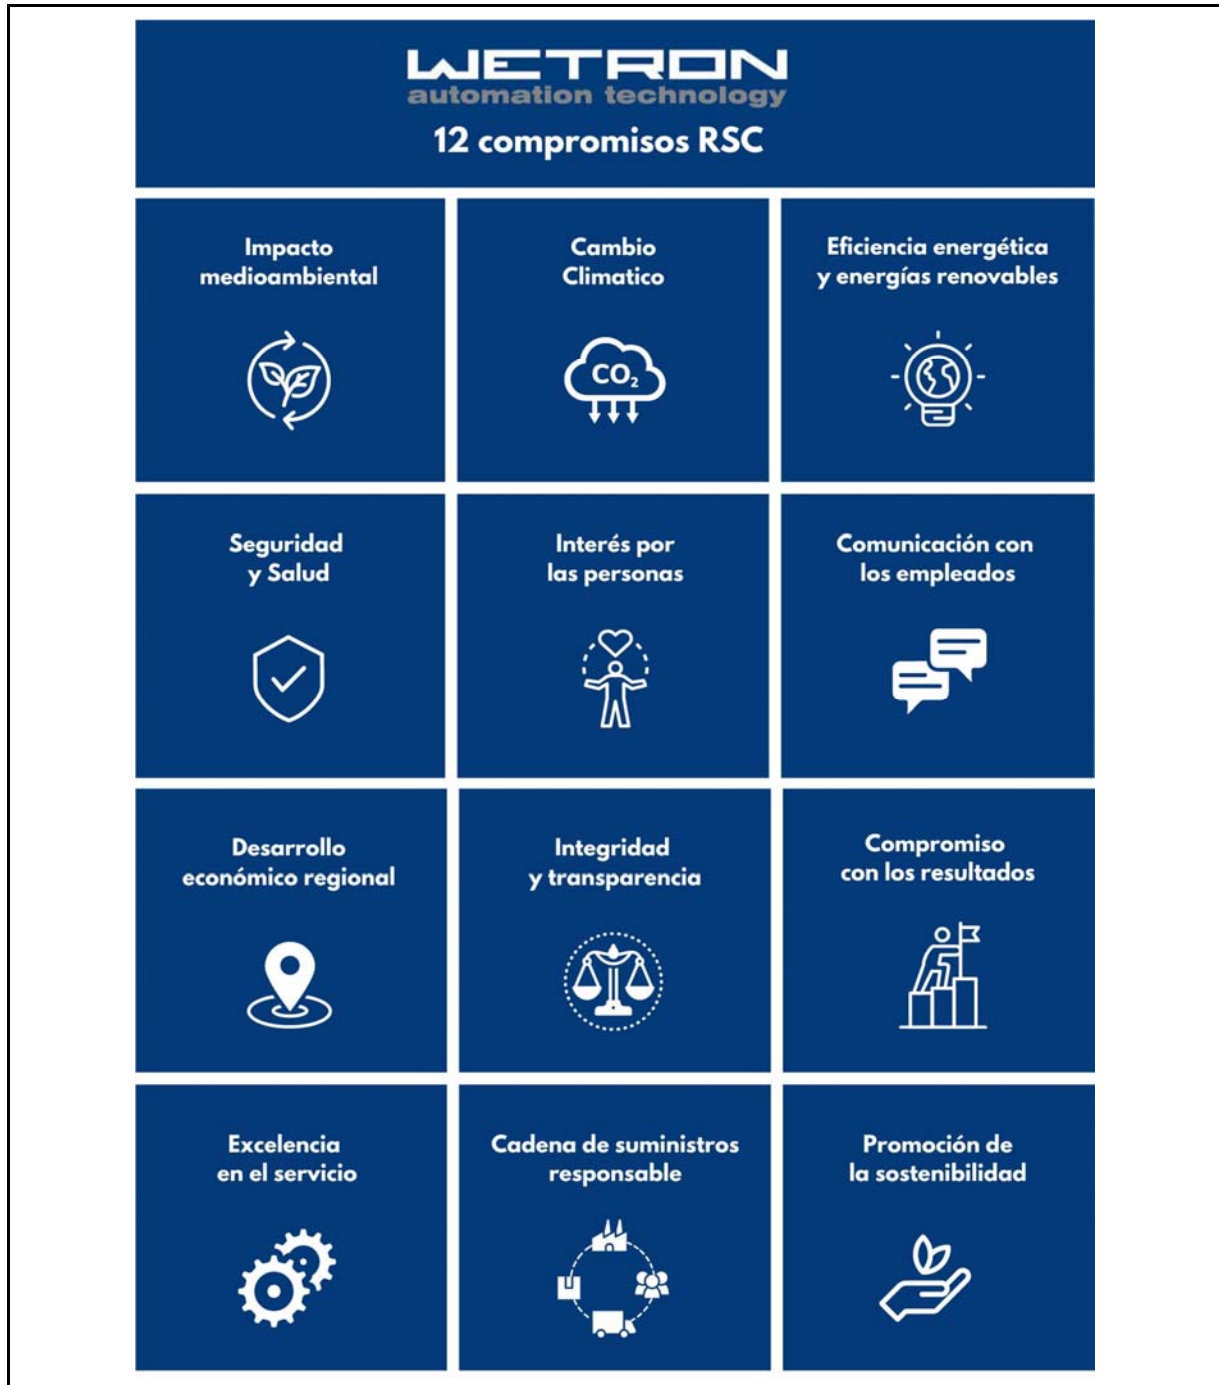 WETRON
automation technology
12 compromisos RSC
Impacto
medioambiental
Cambio
Climatico
Eficiencia energética
y energías renovables
CO₂
Seguridad
y Salud
Interés por
las personas
Comunicación con
los empleados
Desarrollo
económico regional
Integridad
y transparencia
Compromiso
con los resultados
Excelencia
en el servicio
Cadena de suministros
responsable
Promoción de
la sostenibilidad